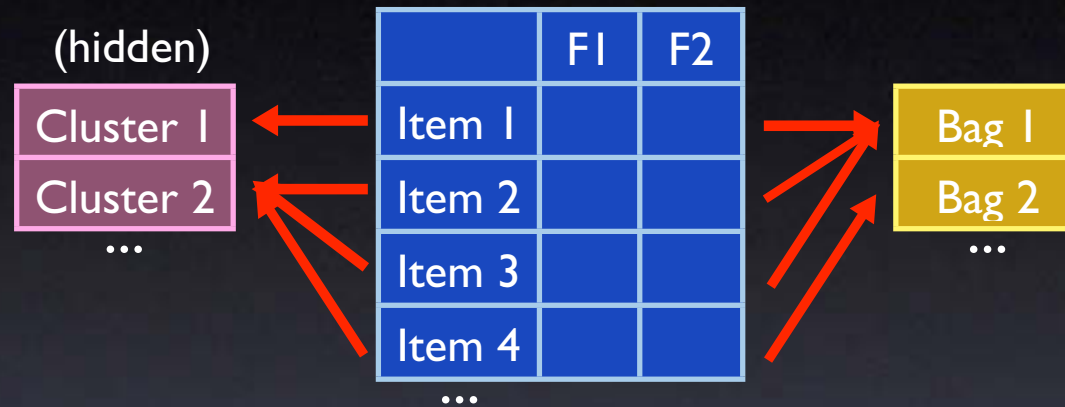 (hidden)
Cluster 1
Cluster 2
...
F1 F2
Item 1
Item 2
Item 3
Item 4
...
Bag 1
Bag 2
...